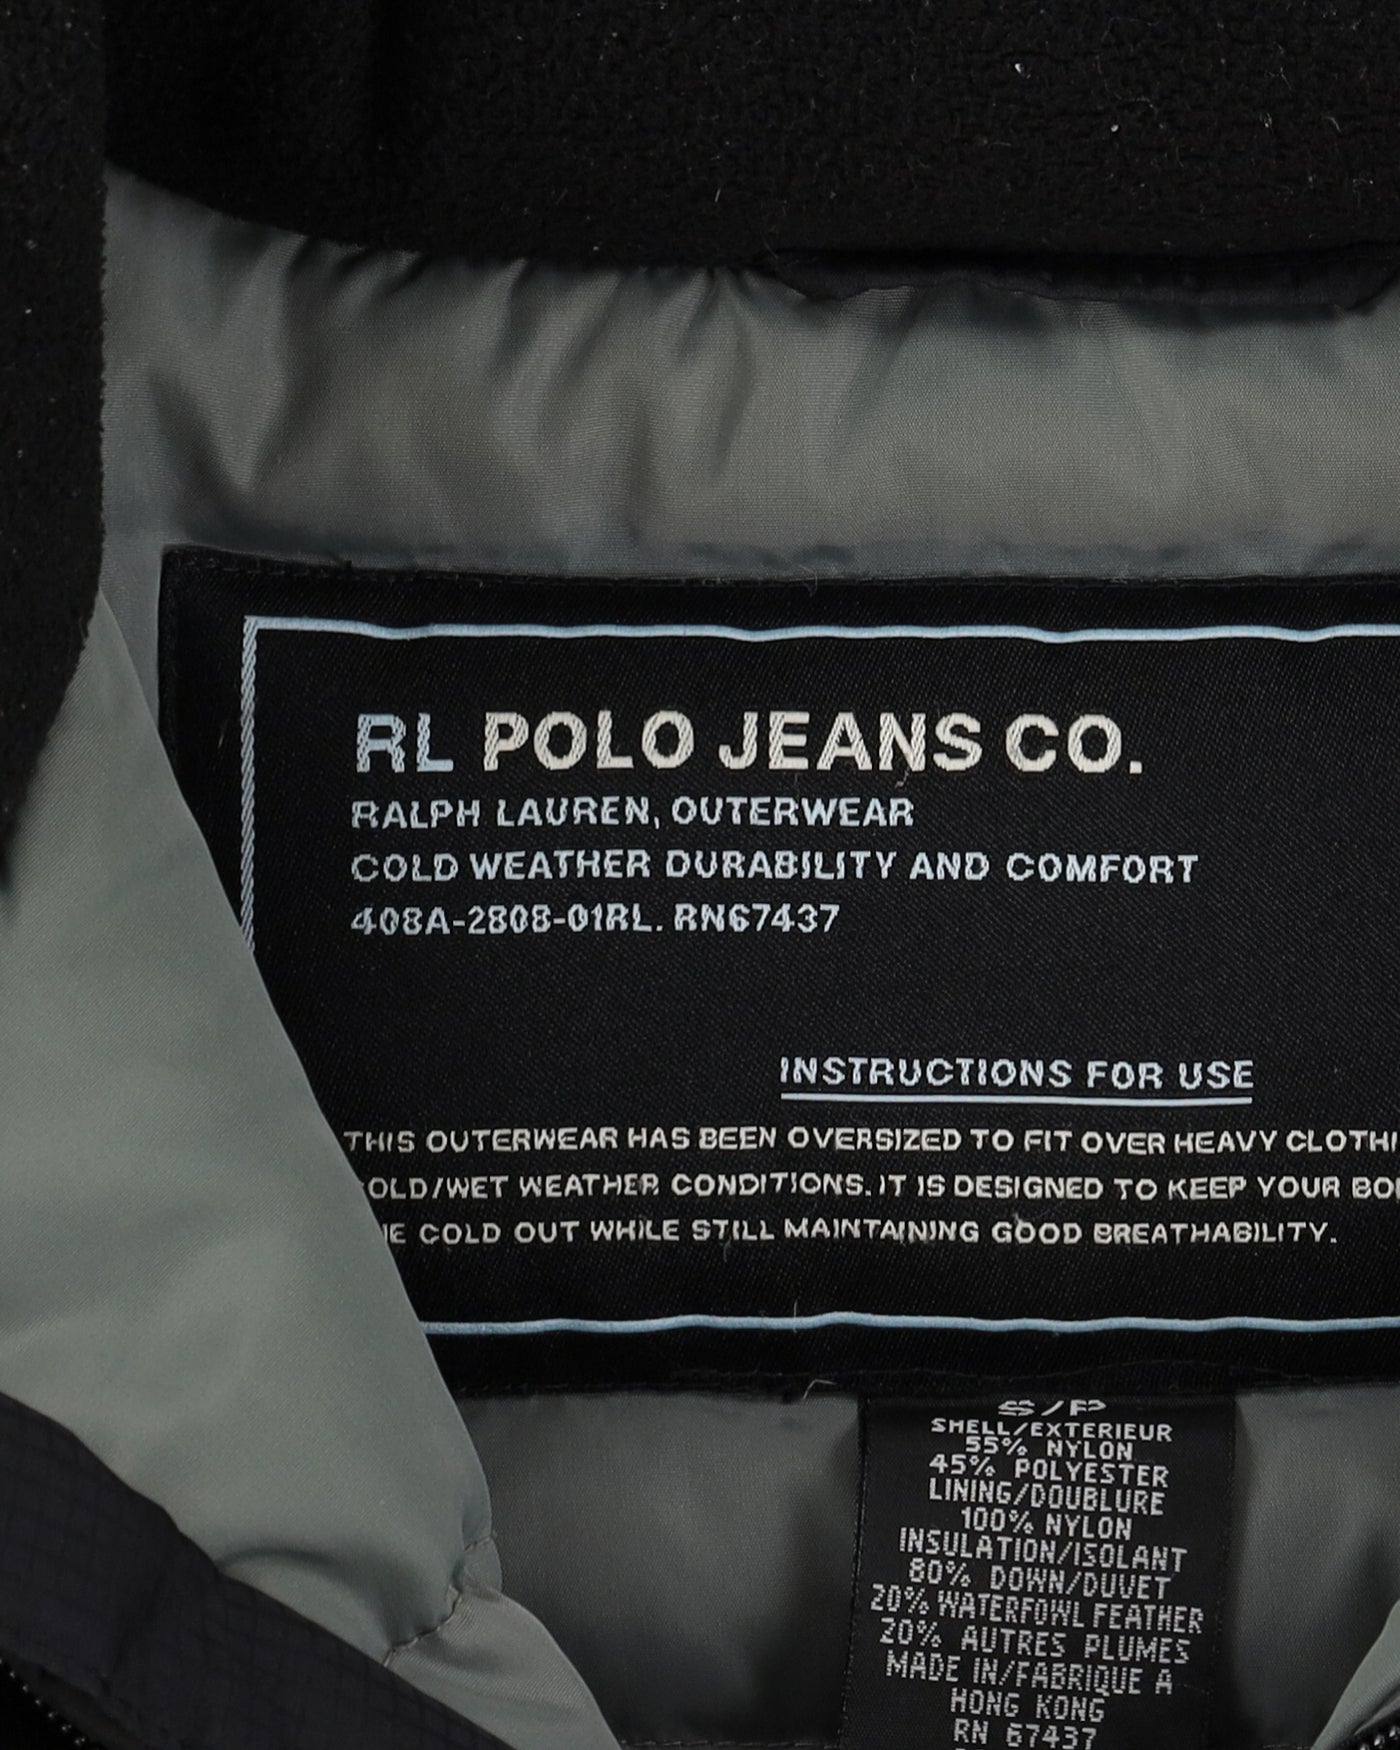 RL POLO JEANS CO.
RALPH LAUREN, OUTERWEAR
COLD WEATHER DURABILITY AND COMFORT
408A-2808-01RL. RN67437
INSTRUCTIONS FOR USE
THIS OUTERWEAR HAS BEEN OVERSIZED TO FIT OVER HEAVY CLOTHI
OLD/WET WEATHER CONDITIONS. IT IS DESIGNED TO KEEP YOUR BO
E COLD OUT WHILE STILL MAINTAINING GOOD BREATHABILITY.
S/P
SHELL/EXTERIEUR
55% NYLON
45% POLYESTER
LINING/DOUBLURE
100% NYLON
INSULATION/ISOLANT
80% DOWN/DUVET
20% WATERFOWL FEATHER
20% AUTRES PLUMES
MADE IN/FABRIQUE A
HONG KONG
RN 67437